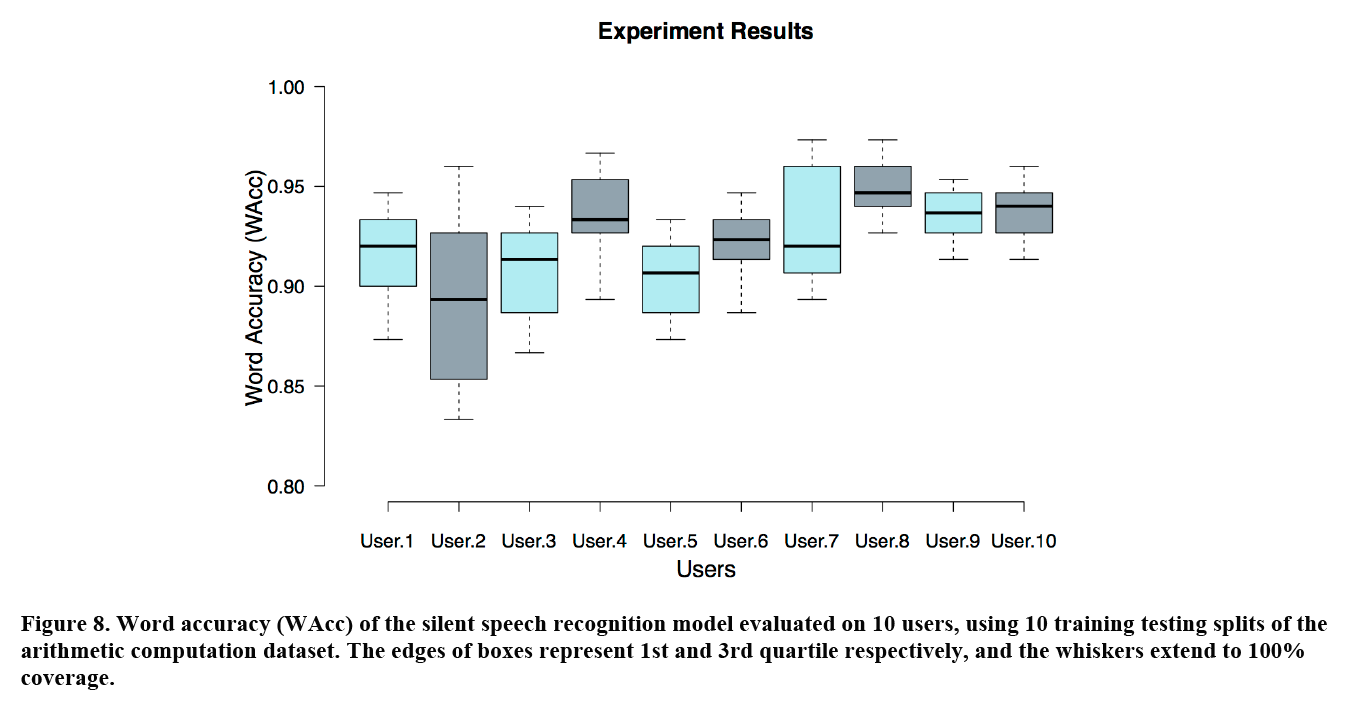 Experiment Results
1.00
0.95
0.90
0.85
0.80
Word Accuracy (WAcc)
User.1 User.2 User.3 User.4 User.5 User.6 User.7 User.8 User.9 User.10
Users
Figure 8. Word accuracy (WAcc) of the silent speech recognition model evaluated on 10 users, using 10 training testing splits of the
arithmetic computation dataset. The edges of boxes represent 1st and 3rd quartile respectively, and the whiskers extend to 100%
coverage.